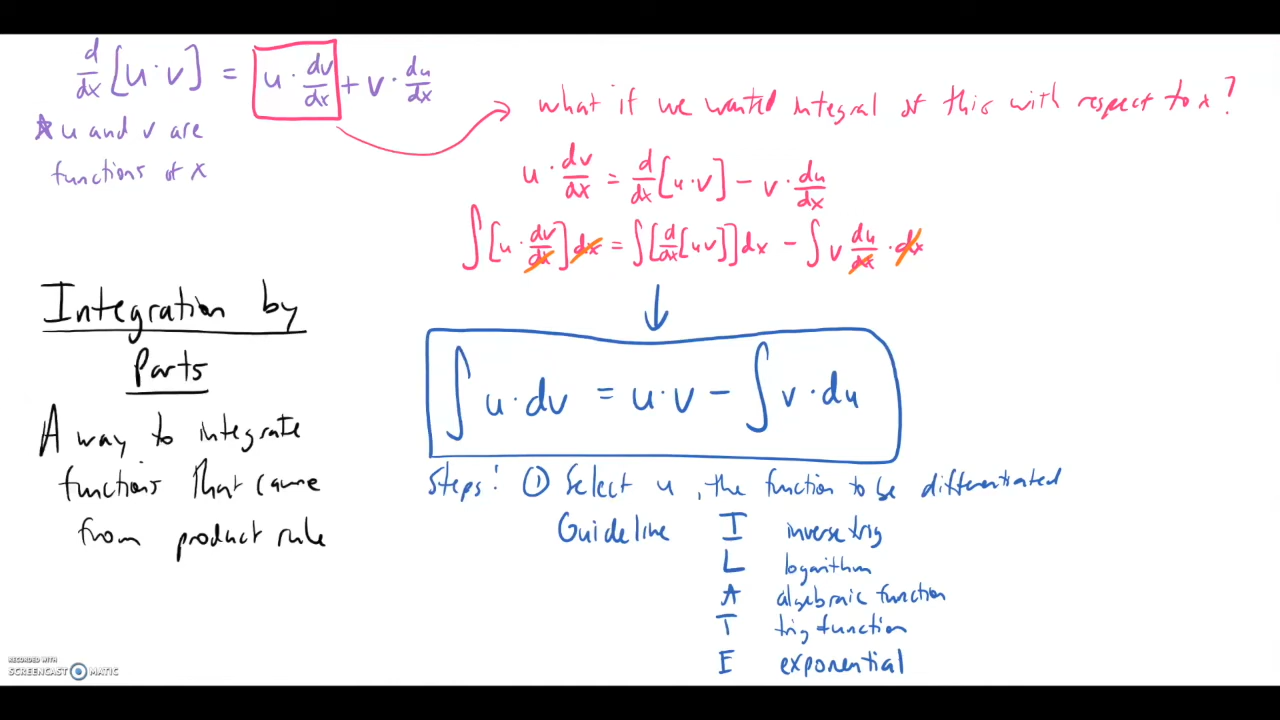 d/dx [u · v] = u · dv/dx + v · du/dx
* u and v are
functions of x
what if we wanted integral of this with respect to x?
u · dv/dx = d/dx [u · v] − v · du/dx
∫ [u · dv/dx] dx = ∫ [d/dx [uv]] dx − ∫ v du/dx · dx
Integration by
Parts
A way to integrate
functions that came
from product rule
∫ u · dv = u · v − ∫ v · du
Steps: ① Select u, the function to be differentiated
Guideline I inverse trig
L logarithm
A algebraic function
T trig function
E exponential
RECORDED WITH
SCREENCAST MATIC